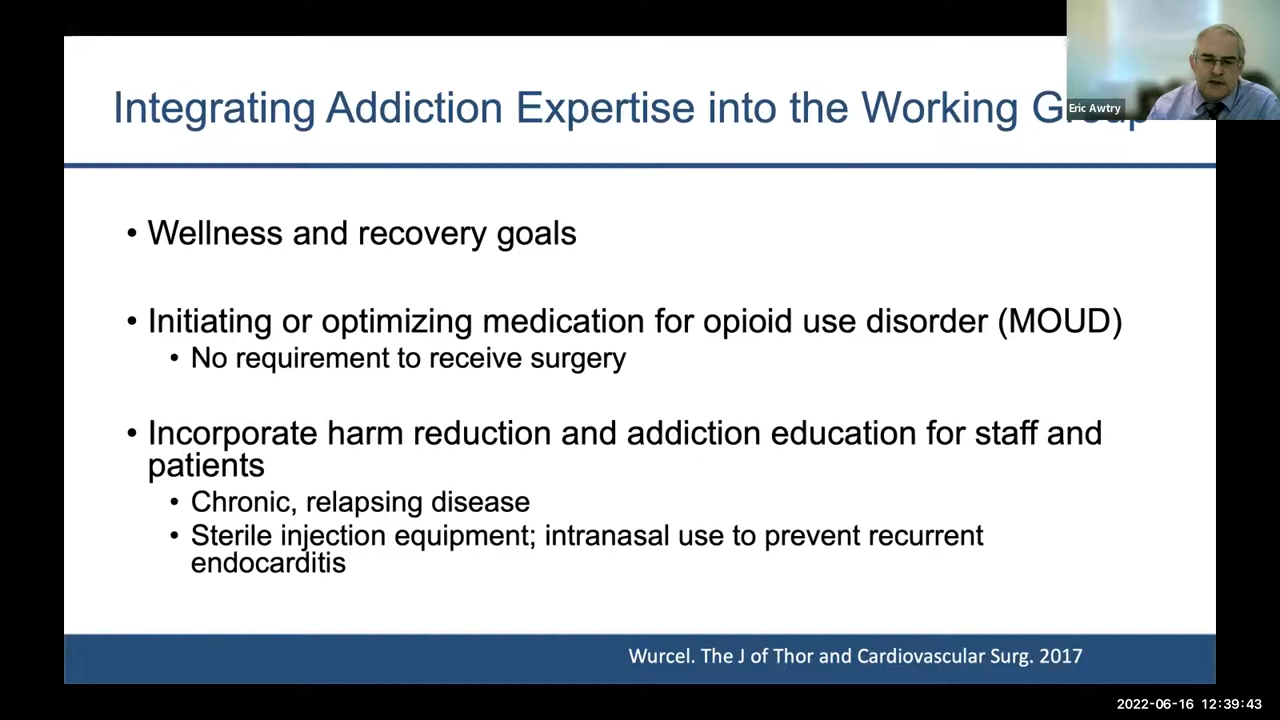 Integrating Addiction Expertise into the Working Group
Eric Awtry
• Wellness and recovery goals
• Initiating or optimizing medication for opioid use disorder (MOUD)
• No requirement to receive surgery
• Incorporate harm reduction and addiction education for staff and
patients
• Chronic, relapsing disease
• Sterile injection equipment; intranasal use to prevent recurrent
endocarditis
Wurcel. The J of Thor and Cardiovascular Surg. 2017
2022-06-16 12:39:43